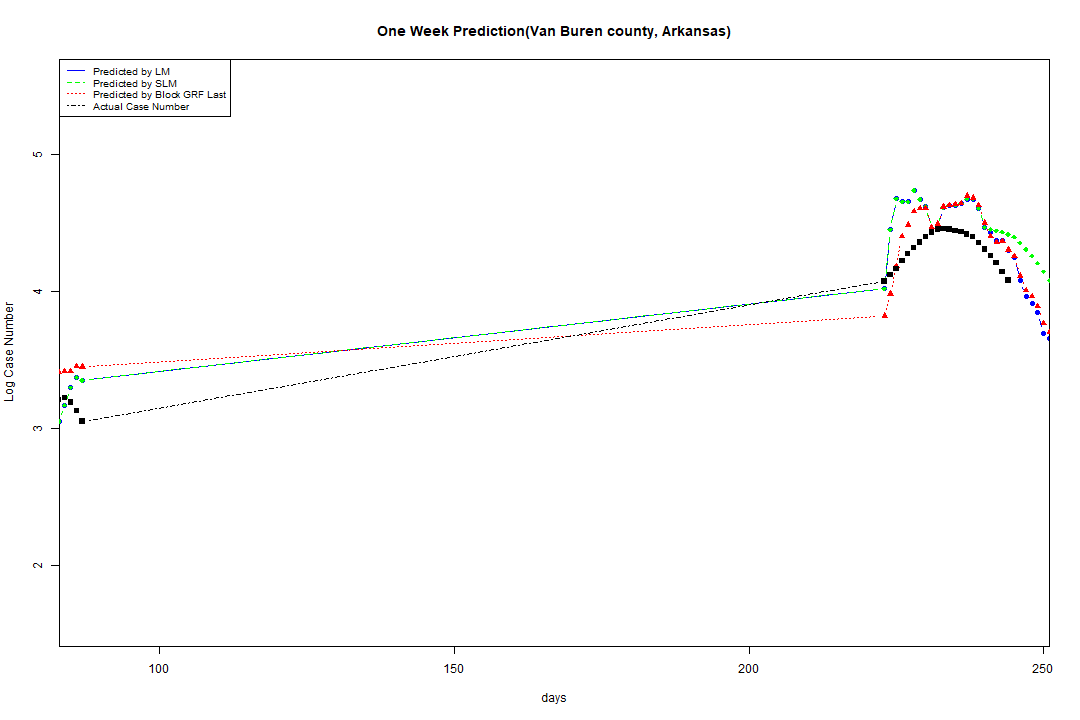 One Week Prediction(Van Buren county, Arkansas)
Predicted by LM
Predicted by SLM
Predicted by Block GRF Last
Actual Case Number
Log Case Number
5
4
3
2
100 150 200 250
days